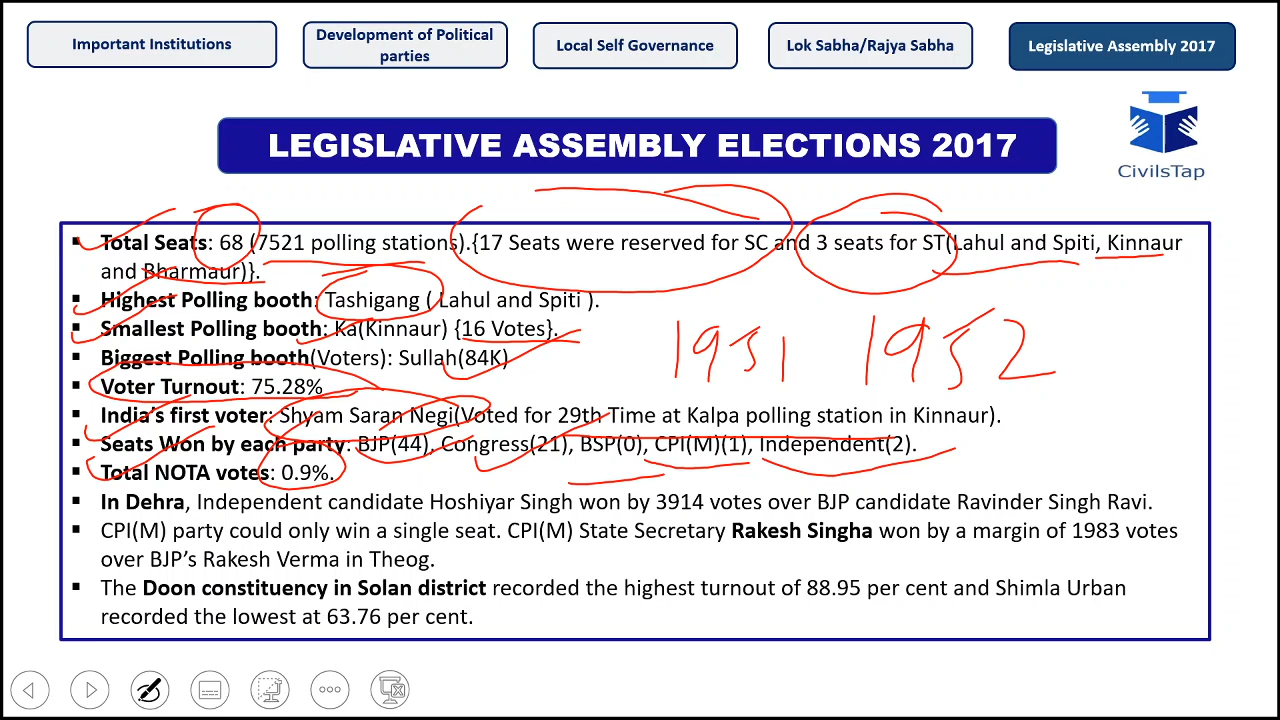 Important Institutions
Development of Political
parties
Local Self Governance
Lok Sabha/Rajya Sabha
Legislative Assembly 2017
LEGISLATIVE ASSEMBLY ELECTIONS 2017
CivilsTap
▪ Total Seats: 68 (7521 polling stations).{17 Seats were reserved for SC and 3 seats for ST(Lahul and Spiti, Kinnaur
and Bharmaur)}.
▪ Highest Polling booth: Tashigang ( Lahul and Spiti ).
▪ Smallest Polling booth: Ka(Kinnaur) {16 Votes}.
▪ Biggest Polling booth(Voters): Sullah(84K)
▪ Voter Turnout: 75.28%
▪ India's first voter: Shyam Saran Negi(Voted for 29th Time at Kalpa polling station in Kinnaur).
▪ Seats Won by each party: BJP(44), Congress(21), BSP(0), CPI(M)(1), Independent(2).
▪ Total NOTA votes: 0.9%.
▪ In Dehra, Independent candidate Hoshiyar Singh won by 3914 votes over BJP candidate Ravinder Singh Ravi.
▪ CPI(M) party could only win a single seat. CPI(M) State Secretary Rakesh Singha won by a margin of 1983 votes
over BJP's Rakesh Verma in Theog.
▪ The Doon constituency in Solan district recorded the highest turnout of 88.95 per cent and Shimla Urban
recorded the lowest at 63.76 per cent.
1951 1952